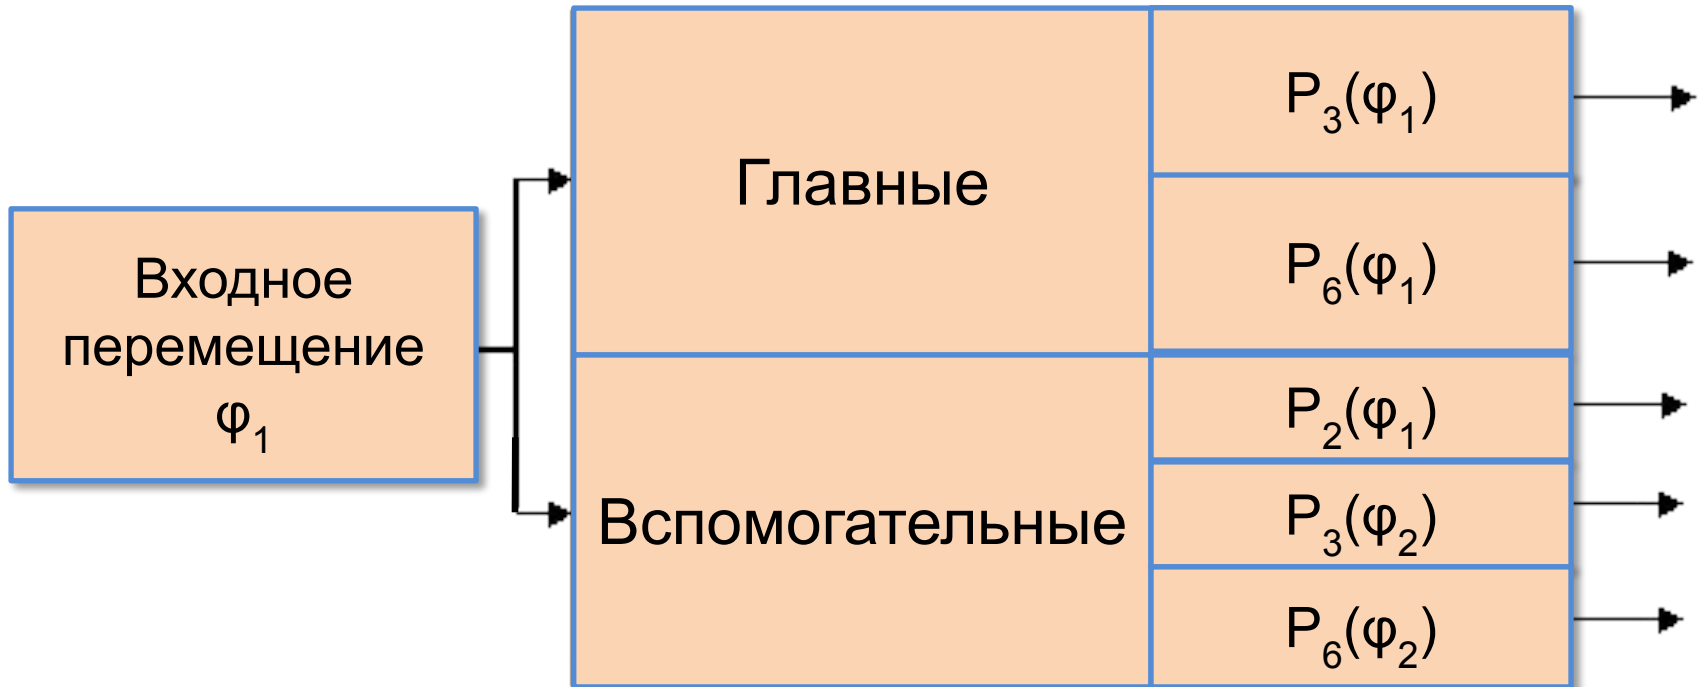 Входное
перемещение
φ₁
Главные
P₃(φ₁)
P₆(φ₁)
Вспомогательные
P₂(φ₁)
P₃(φ₂)
P₆(φ₂)